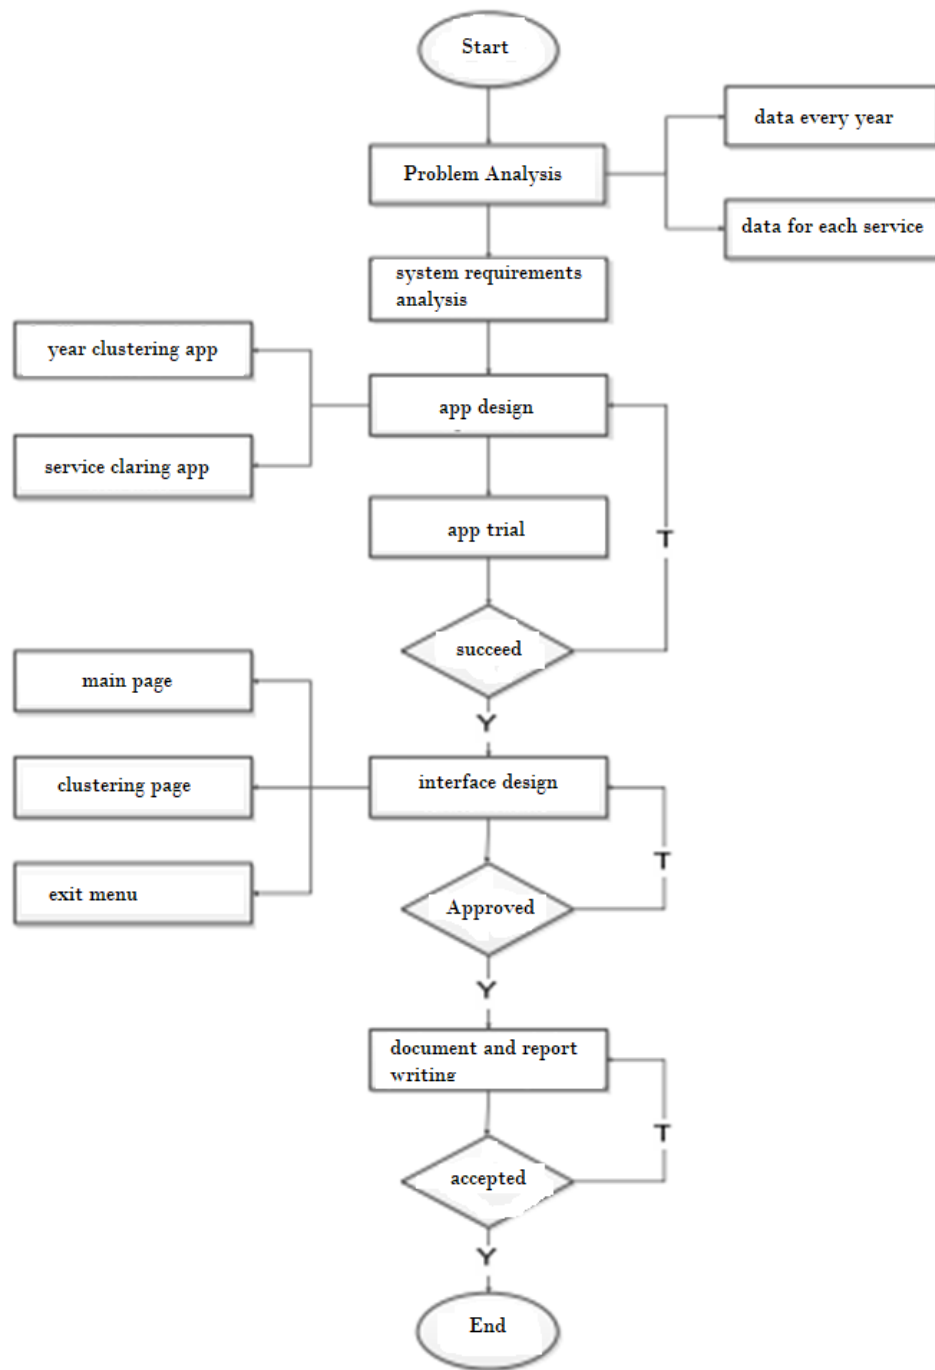 Start
data every year
Problem Analysis
data for each service
system requirements
analysis
year clustering app
app design
service claring app
app trial
T
succeed
main page
Y
clustering page
interface design
T
exit menu
Approved
Y
document and report
writing
T
accepted
Y
End